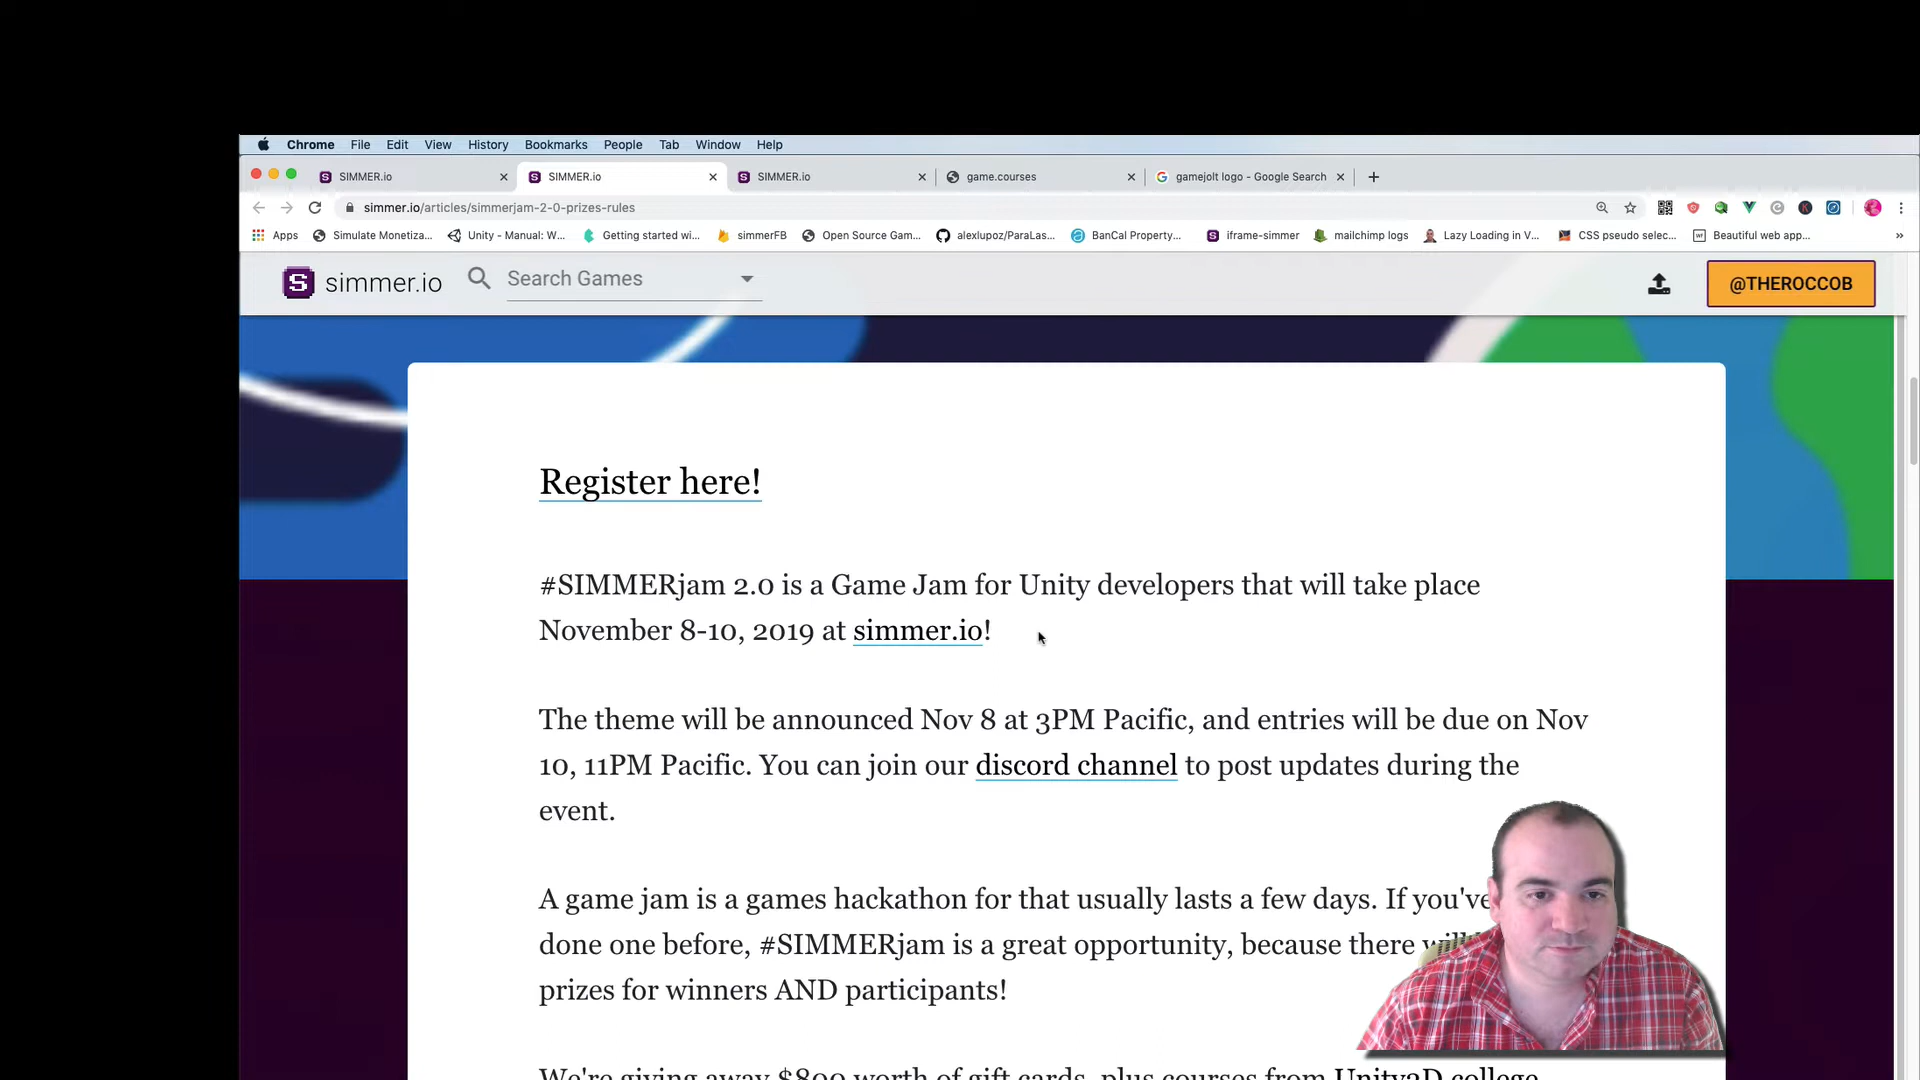 Chrome File Edit View History Bookmarks People Tab Window Help
SIMMER.io SIMMER.io SIMMER.io game.courses gamejolt logo - Google Search
simmer.io/articles/simmerjam-2-0-prizes-rules
Apps Simulate Monetiza... Unity - Manual: W... Getting started wi... simmerFB Open Source Gam... alexlupoz/ParaLas... BanCal Property... iframe-simmer mailchimp logs Lazy Loading in V... CSS pseudo selec... Beautiful web app...
simmer.io Search Games @THEROCCOB
Register here!
#SIMMERjam 2.0 is a Game Jam for Unity developers that will take place
November 8-10, 2019 at simmer.io!
The theme will be announced Nov 8 at 3PM Pacific, and entries will be due on Nov
10, 11PM Pacific. You can join our discord channel to post updates during the
event.
A game jam is a games hackathon for that usually lasts a few days. If you've
done one before, #SIMMERjam is a great opportunity, because there will
prizes for winners AND participants!
We're giving away $800 worth of gift cards, plus courses from Unity3D college